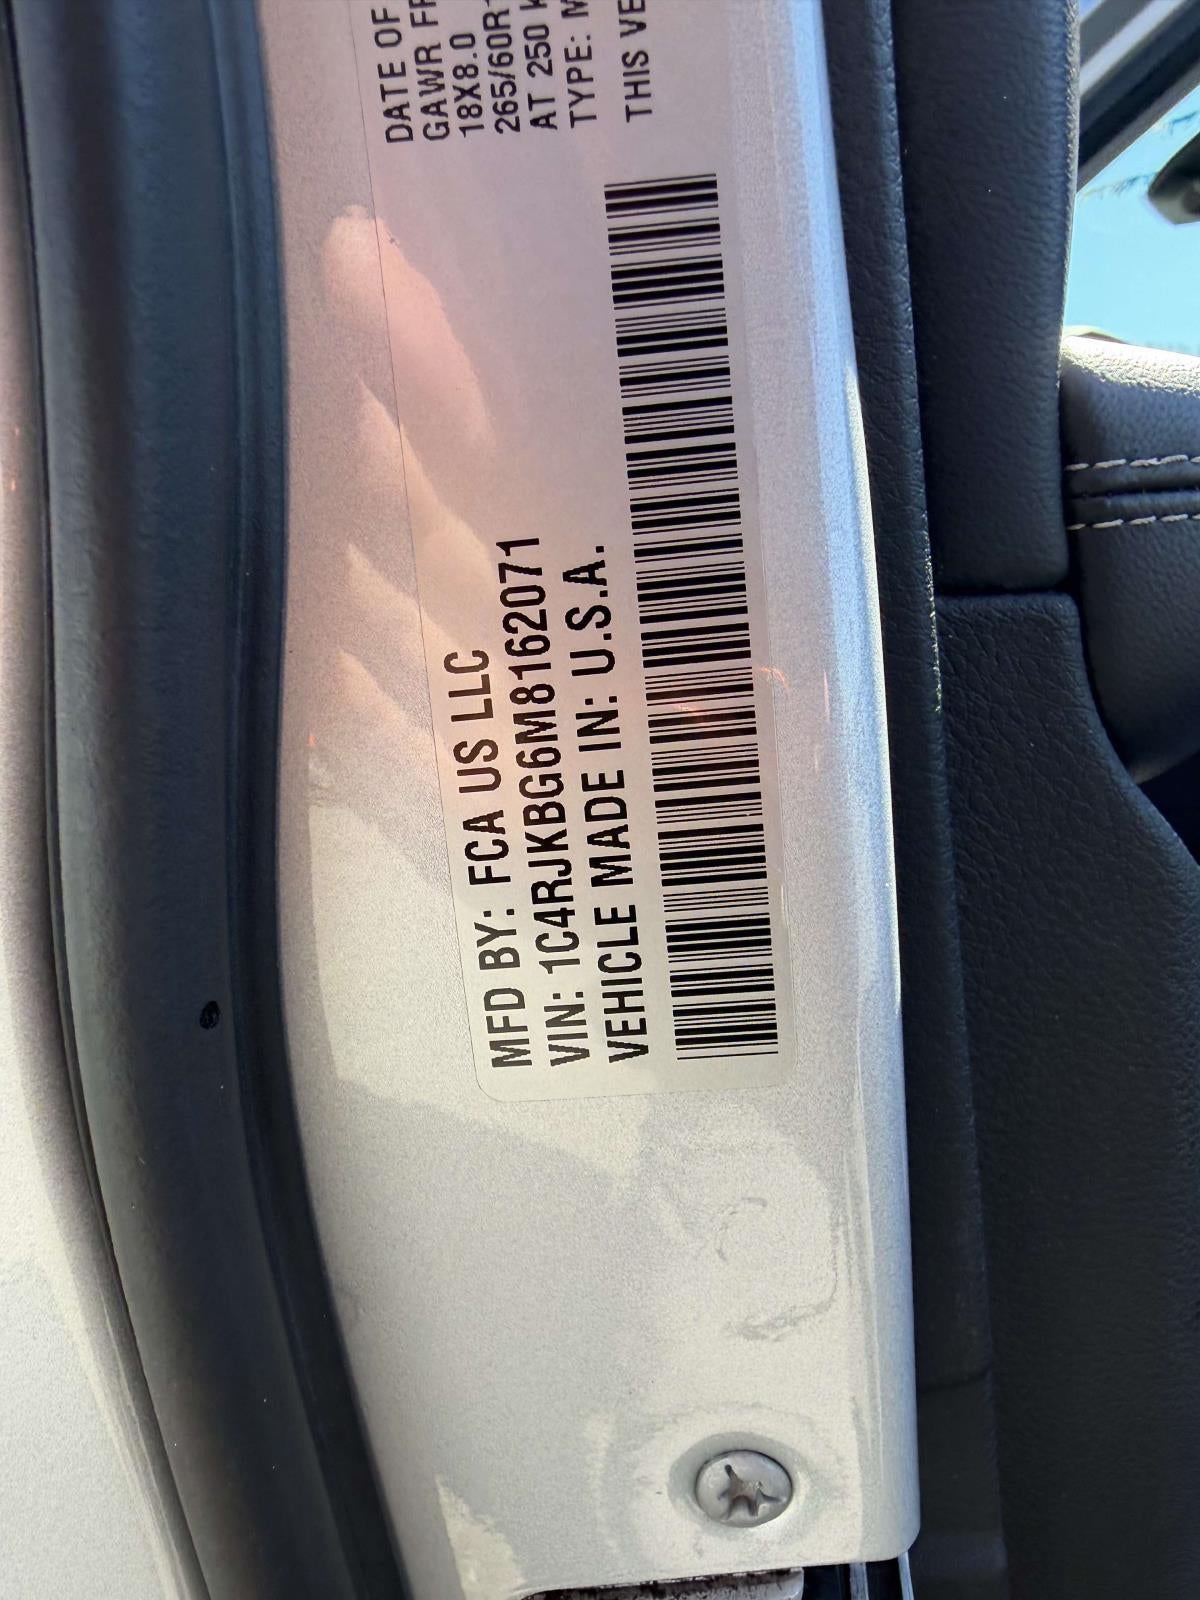 MFD BY: FCA US LLC
VIN: 1C4RJKBG6M8162071
VEHICLE MADE IN: U.S.A.
DATE OF
GAWR
18X8.0
265/60R
AT 250
TYPE:
THIS